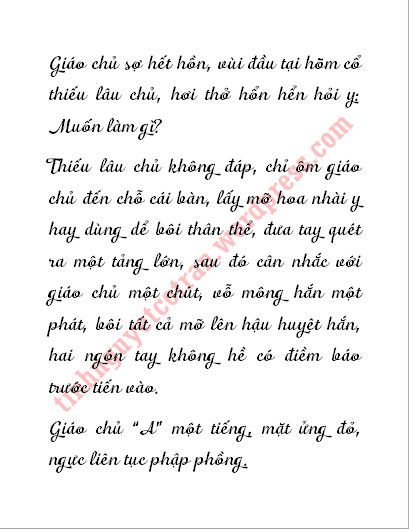 Giáo chủ sợ hết hồn, vùi đầu tại hõm cổ
thiếu lâu chủ, hơi thở hổn hển hỏi y:
Muốn làm gì?
Thiếu lâu chủ không đáp, chỉ ôm giáo
chủ đến chỗ cái bàn, lấy mỡ hoa nhài y
hay dùng để bôi thân thể, đưa tay quét
ra một tảng lớn, sau đó cân nhắc với
giáo chủ một chút, vỗ mông hắn một
phát, bôi tất cả mỡ lên hậu huyệt hắn,
hai ngón tay không hề có điềm báo
trước tiến vào.
Giáo chủ “A” một tiếng, mặt ửng đỏ,
ngực liên tục phập phồng.
tinhnguyetcotran.wordpress.com